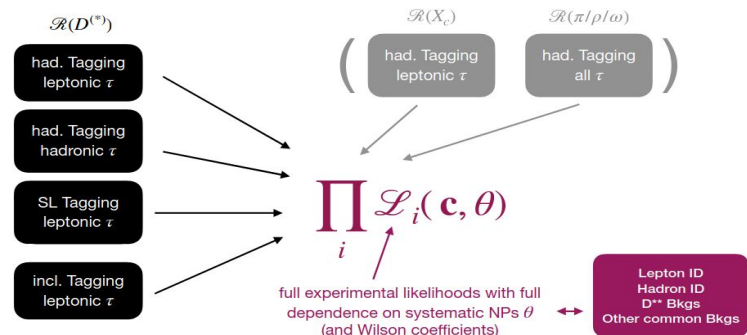 ℛ(D⁽*⁾)
had. Tagging
leptonic τ
had. Tagging
hadronic τ
SL Tagging
leptonic τ
incl. Tagging
leptonic τ
ℛ(X_c)
ℛ(π/ρ/ω)
(
had. Tagging
leptonic τ
had. Tagging
all τ
)
∏ ℒ_i(c, θ)
i
full experimental likelihoods with full
dependence on systematic NPs θ
(and Wilson coefficients)
Lepton ID
Hadron ID
D** Bkgs
Other common Bkgs